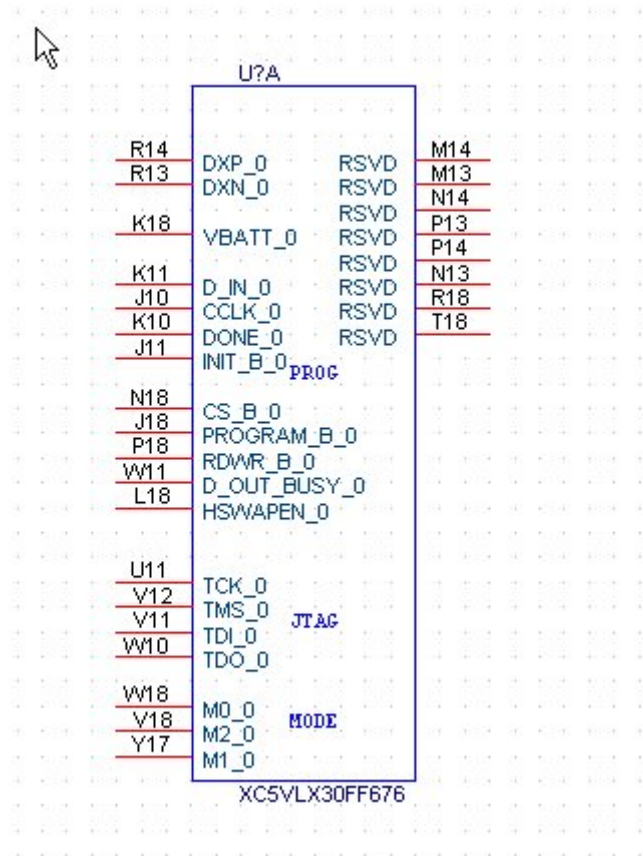 U?A
R14 DXP_0 RSVD M14
R13 DXN_0 RSVD M13
RSVD N14
K18 VBATT_0 RSVD P13
RSVD P14
K11 D_IN_0 RSVD N13
J10 CCLK_0 RSVD R18
K10 DONE_0 RSVD T18
J11 INIT_B_0
PROG
N18 CS_B_0
J18 PROGRAM_B_0
P18 RDWR_B_0
W11 D_OUT_BUSY_0
L18 HSWAPEN_0
U11 TCK_0
V12 TMS_0
JTAG
V11 TDI_0
W10 TDO_0
W18 M0_0
MODE
V18 M2_0
Y17 M1_0
XC5VLX30FF676